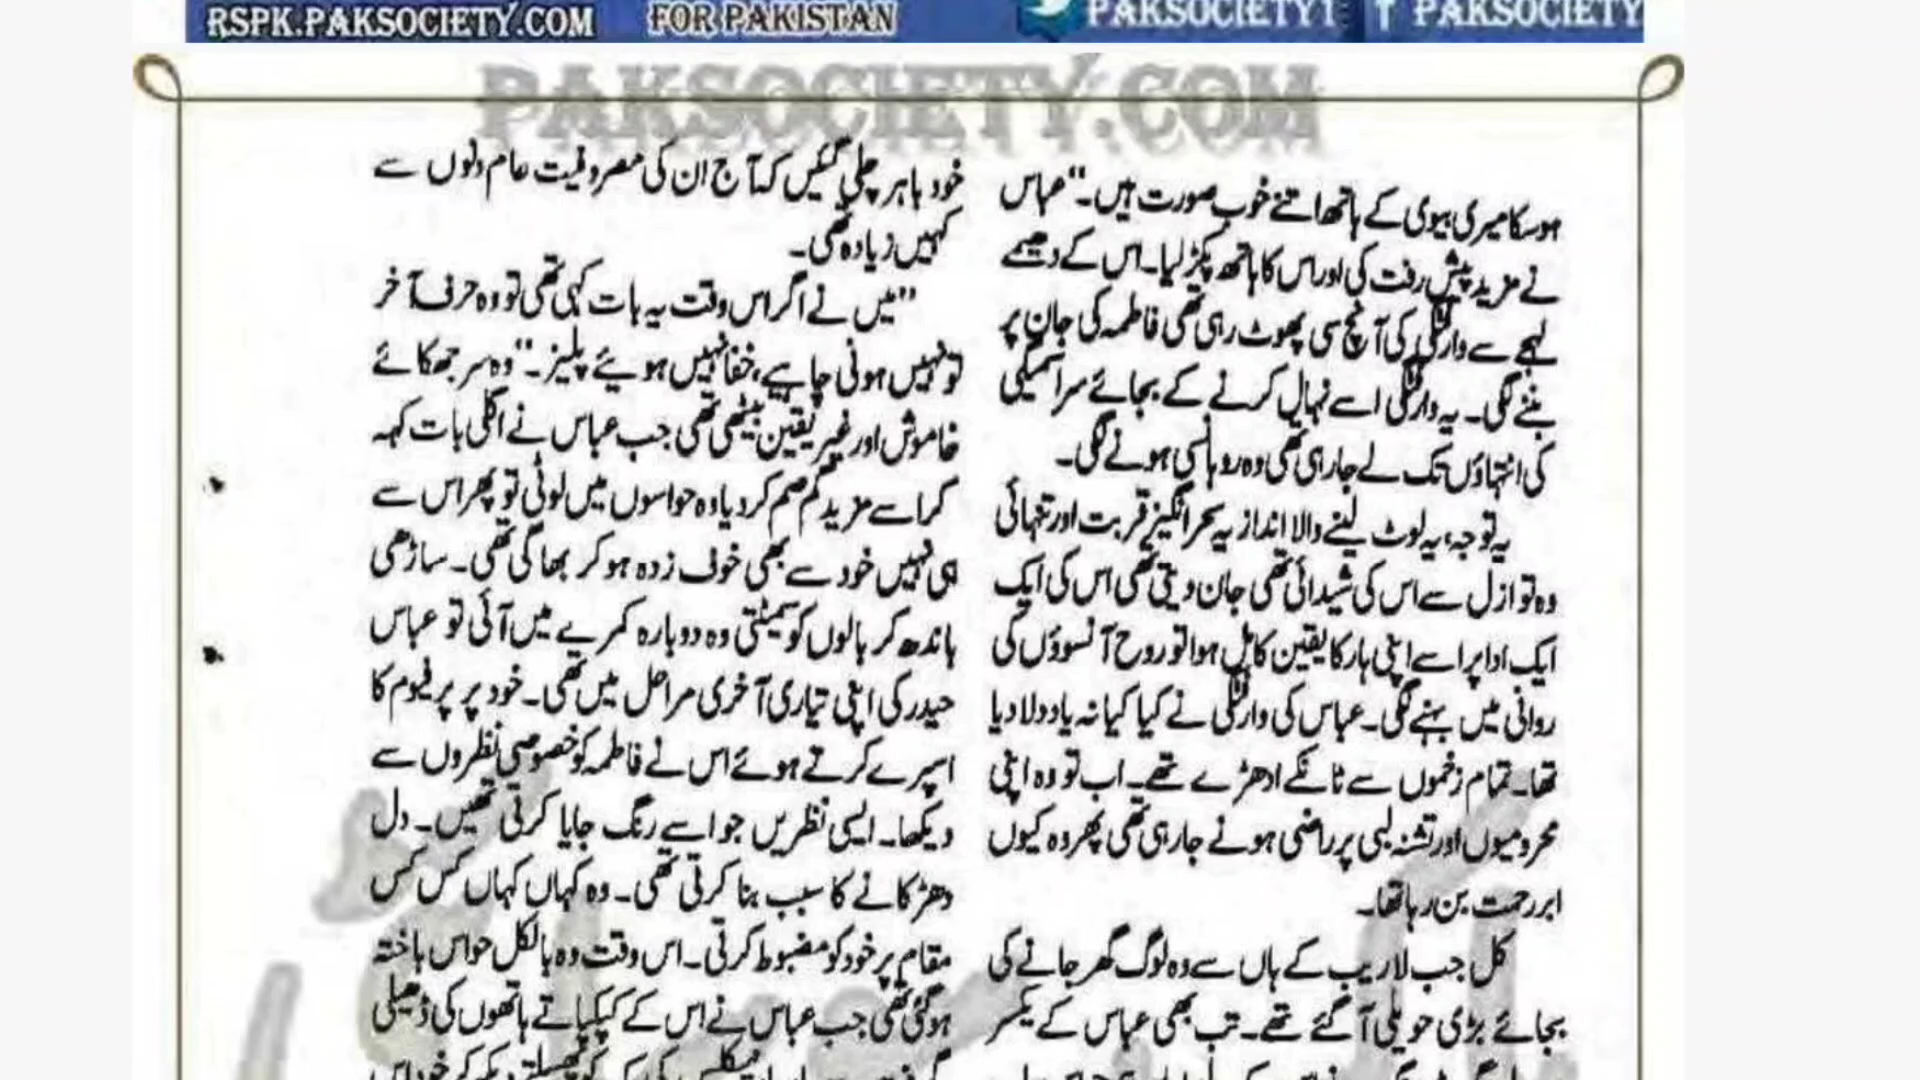 RSPK.PAKSOCIETY.COM
FOR PAKISTAN
PAKSOCIETY1
PAKSOCIETY
PAKSOCIETY.COM
ہوسکا میری بیوی کے ہاتھ اتنے خوب صورت ہیں۔“ عباس
نے مزید پیش رفت کی اور اس کا ہاتھ پکڑ لیا۔ اس کے دھیمے
لہجے سے وارفتگی کی آنچ سی پھوٹ رہی تھی فاطمہ کی جان پر
بننے لگی۔ یہ وارفتگی اسے نہال کرنے کے بجائے سراسیمگی
کی انتہاؤں تک لے جارہی تھی وہ روہانسی ہونے لگی۔
یہ توجہ، یہ لوٹ لینے والا انداز یہ سحر انگیز قربت اور تنہائی
وہ تو ازل سے اس کی شیدائی تھی جان دیتی تھی اس کی ایک
ایک ادا پر اسے اپنی ہار کا یقین کامل ہوا تو روح آنسوؤں کی
روانی میں بہنے لگی۔ عباس کی وارفتگی نے کیا کیا نہ یاد دلا دیا
تھا۔ تمام زخموں سے ٹانکے ادھڑے تھے۔ اب تو وہ اپنی
محرومیوں اور تشنہ لبی پر راضی ہونے جارہی تھی پھر وہ کیوں
ابر رحمت بن رہا تھا۔
کل جب لاریب کے ہاں سے وہ لوگ گھر جانے کی
بجائے بڑی حویلی آگئے تھے۔ تب بھی عباس کے یکسر
خود باہر چلی گئیں کہ آج ان کی مصروفیت عام دنوں سے
کہیں زیادہ تھی۔
”میں نے اگر اس وقت یہ بات کہی تھی تو وہ حرف آخر
تو نہیں ہونی چاہیے، خفا نہیں ہوئیے پلیز۔“ وہ سر جھکائے
خاموش اور غیر یقین بیٹھی تھی جب عباس نے اگلی بات کہہ
کر اسے مزید گم صم کردیا وہ حواسوں میں لوٹی تو پھر اس سے
ہی نہیں خود سے بھی خوف زدہ ہوکر بھاگی تھی۔ ساڑھی
باندھ کر بالوں کو سمیٹتی وہ دوبارہ کمرے میں آئی تو عباس
حیدر کی اپنی تیاری آخری مراحل میں تھی۔ خود پر پرفیوم کا
اسپرے کرتے ہوئے اس نے فاطمہ کو خصوصی نظروں سے
دیکھا۔ ایسی نظریں جو اسے رنگ جایا کرتی تھیں۔ دل
دھڑکانے کا سبب بنا کرتی تھی۔ وہ کہاں کہاں کس کس
مقام پر خود کو مضبوط کرتی۔ اس وقت وہ بالکل حواس باختہ
ہوگئی تھی جب عباس نے اس کے کپکپاتے ہاتھوں کی ڈھیلی